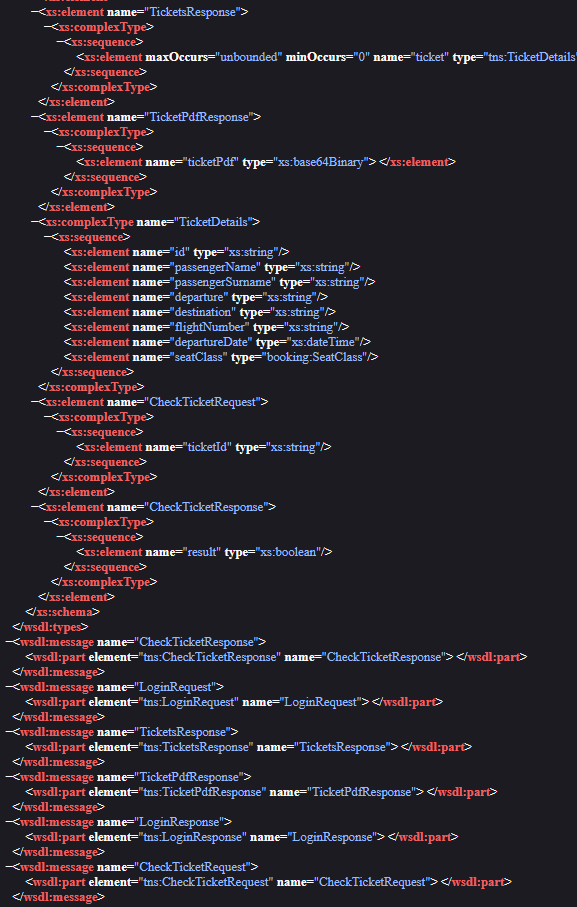 −<xs:element name="TicketsResponse">
−<xs:complexType>
−<xs:sequence>
<xs:element maxOccurs="unbounded" minOccurs="0" name="ticket" type="tns:TicketDetails"
</xs:sequence>
</xs:complexType>
</xs:element>
−<xs:element name="TicketPdfResponse">
−<xs:complexType>
−<xs:sequence>
<xs:element name="ticketPdf" type="xs:base64Binary"> </xs:element>
</xs:sequence>
</xs:complexType>
</xs:element>
−<xs:complexType name="TicketDetails">
−<xs:sequence>
<xs:element name="id" type="xs:string"/>
<xs:element name="passengerName" type="xs:string"/>
<xs:element name="passengerSurname" type="xs:string"/>
<xs:element name="departure" type="xs:string"/>
<xs:element name="destination" type="xs:string"/>
<xs:element name="flightNumber" type="xs:string"/>
<xs:element name="departureDate" type="xs:dateTime"/>
<xs:element name="seatClass" type="booking:SeatClass"/>
</xs:sequence>
</xs:complexType>
−<xs:element name="CheckTicketRequest">
−<xs:complexType>
−<xs:sequence>
<xs:element name="ticketId" type="xs:string"/>
</xs:sequence>
</xs:complexType>
</xs:element>
−<xs:element name="CheckTicketResponse">
−<xs:complexType>
−<xs:sequence>
<xs:element name="result" type="xs:boolean"/>
</xs:sequence>
</xs:complexType>
</xs:element>
</xs:schema>
</wsdl:types>
−<wsdl:message name="CheckTicketResponse">
<wsdl:part element="tns:CheckTicketResponse" name="CheckTicketResponse"> </wsdl:part>
</wsdl:message>
−<wsdl:message name="LoginRequest">
<wsdl:part element="tns:LoginRequest" name="LoginRequest"> </wsdl:part>
</wsdl:message>
−<wsdl:message name="TicketsResponse">
<wsdl:part element="tns:TicketsResponse" name="TicketsResponse"> </wsdl:part>
</wsdl:message>
−<wsdl:message name="TicketPdfResponse">
<wsdl:part element="tns:TicketPdfResponse" name="TicketPdfResponse"> </wsdl:part>
</wsdl:message>
−<wsdl:message name="LoginResponse">
<wsdl:part element="tns:LoginResponse" name="LoginResponse"> </wsdl:part>
</wsdl:message>
−<wsdl:message name="CheckTicketRequest">
<wsdl:part element="tns:CheckTicketRequest" name="CheckTicketRequest"> </wsdl:part>
</wsdl:message>